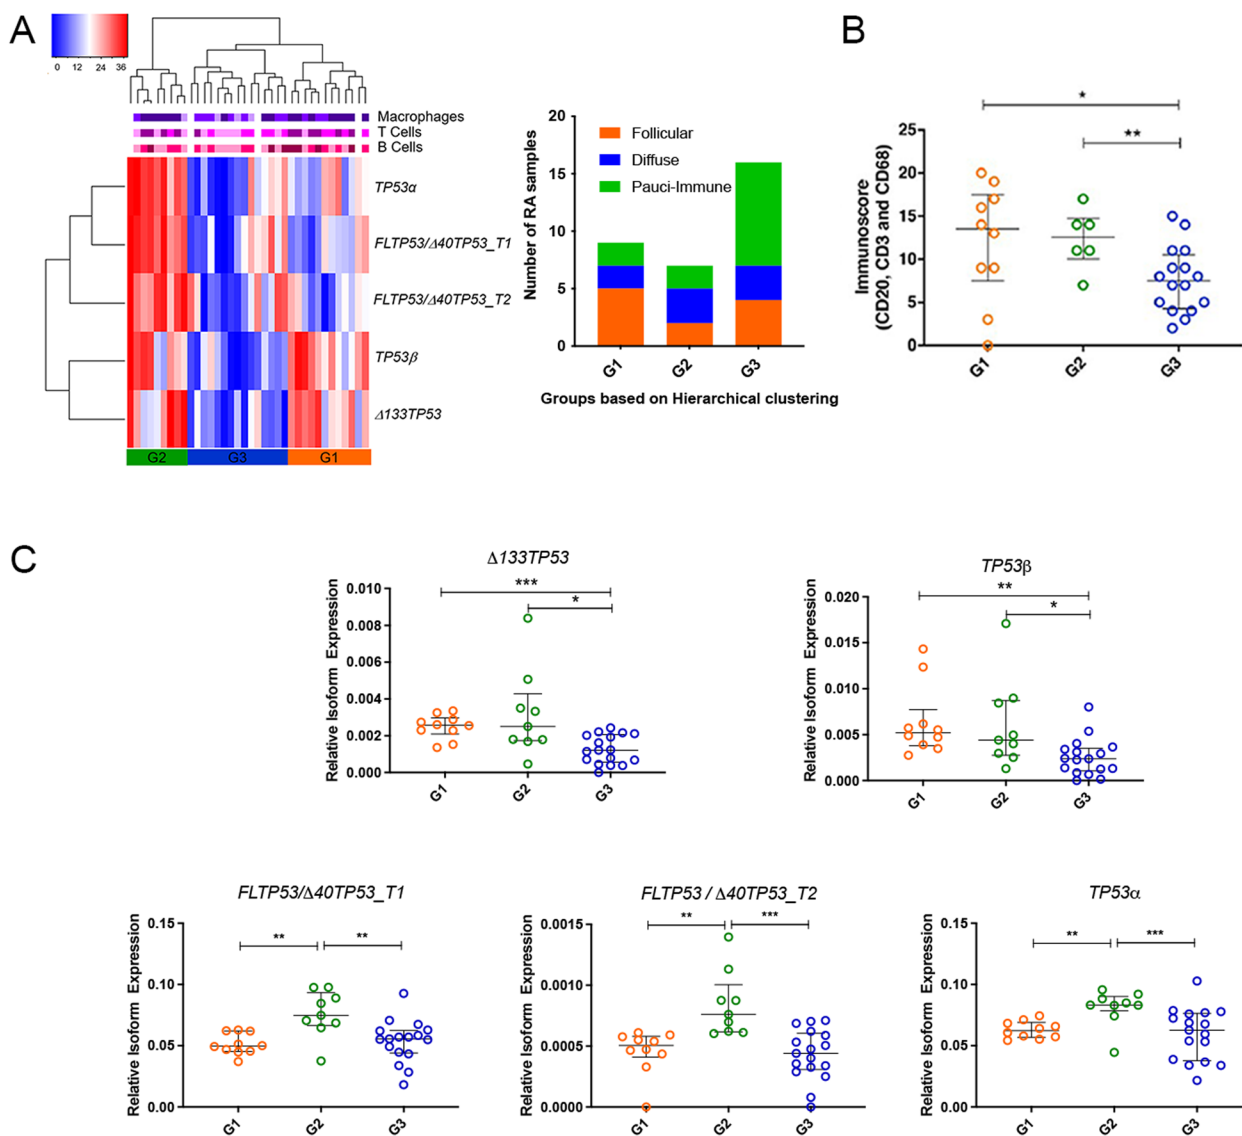 A
0 12 24 36
Macrophages
T Cells
B Cells
TP53α
FLTP53/Δ40TP53_T1
FLTP53/Δ40TP53_T2
TP53β
Δ133TP53
G2 G3 G1
Number of RA samples
20
15
10
5
0
Follicular
Diffuse
Pauci-Immune
G1 G2 G3
Groups based on Hierarchical clustering
B
Immunoscore
(CD20, CD3 and CD68)
25
20
15
10
5
0
*
**
G1 G2 G3
C
Δ133TP53
Relative Isoform Expression
0.010
0.008
0.006
0.004
0.002
0.000
***
*
G1 G2 G3
TP53β
Relative Isoform Expression
0.020
0.015
0.010
0.005
0.000
**
*
G1 G2 G3
FLTP53/Δ40TP53_T1
Relative Isoform Expression
0.15
0.10
0.05
0.00
** **
G1 G2 G3
FLTP53 / Δ40TP53_T2
Relative Isoform Expression
0.0015
0.0010
0.0005
0.0000
** ***
G1 G2 G3
TP53α
Relative Isoform Expression
0.15
0.10
0.05
0.00
** ***
G1 G2 G3